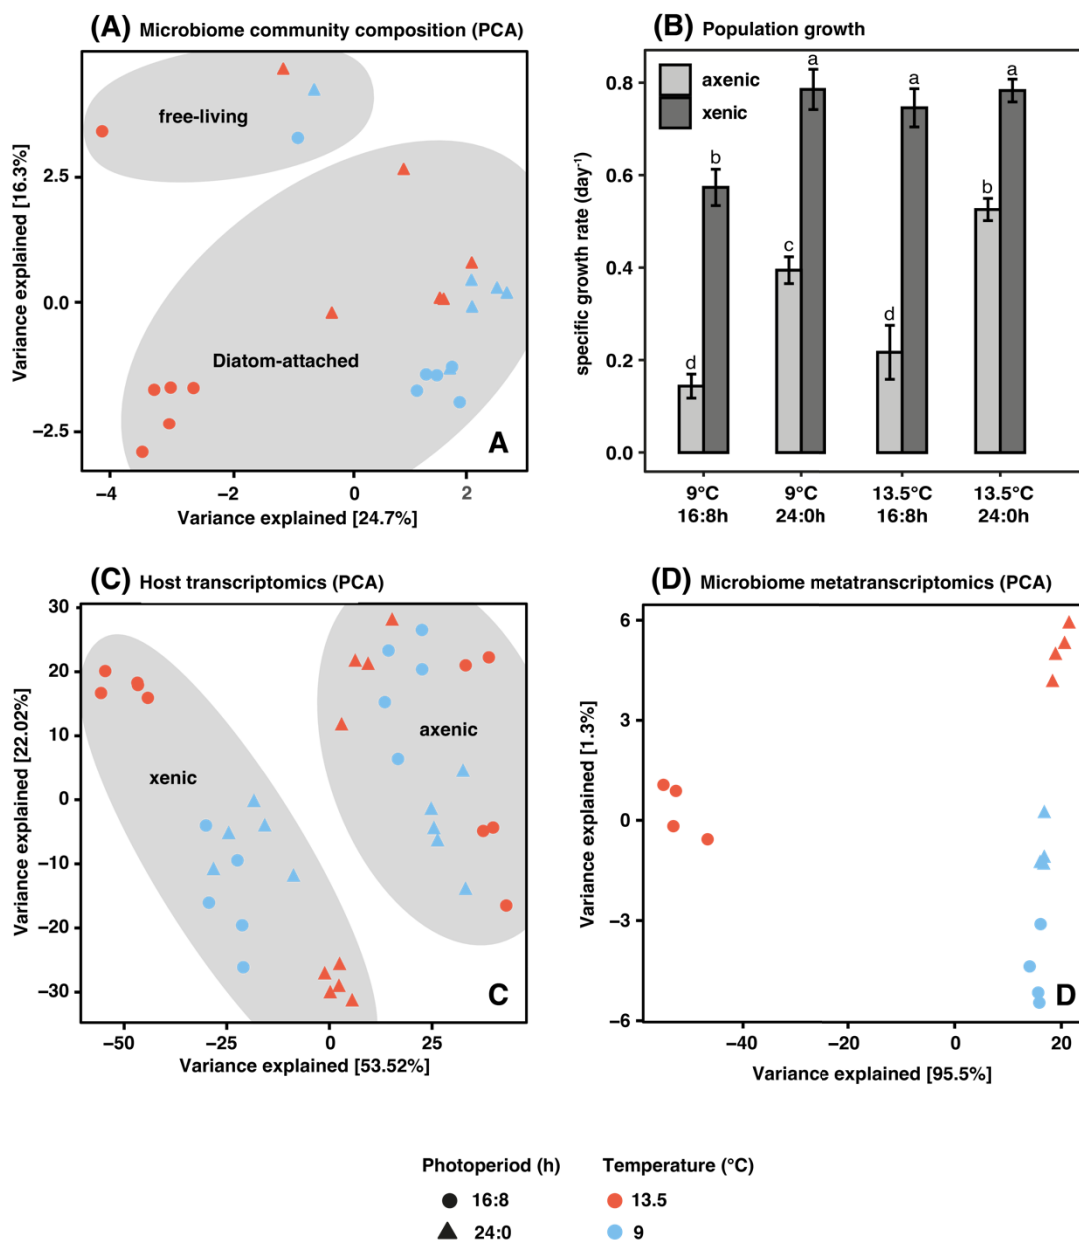 (A) Microbiome community composition (PCA)
free-living
Diatom-attached
A
2.5
0.0
−2.5
−4
−2
0
2
Variance explained [16.3%]
Variance explained [24.7%]
(B) Population growth
axenic
xenic
0.8
0.6
0.4
0.2
0.0
specific growth rate (day⁻¹)
d
b
c
a
d
a
b
a
9°C
16:8h
9°C
24:0h
13.5°C
16:8h
13.5°C
24:0h
(C) Host transcriptomics (PCA)
xenic
axenic
C
30
20
10
0
−10
−20
−30
−50
−25
0
25
Variance explained [22.02%]
Variance explained [53.52%]
(D) Microbiome metatranscriptomics (PCA)
D
6
3
0
−3
−6
−40
−20
0
20
Variance explained [1.3%]
Variance explained [95.5%]
Photoperiod (h)
16:8
24:0
Temperature (°C)
13.5
9